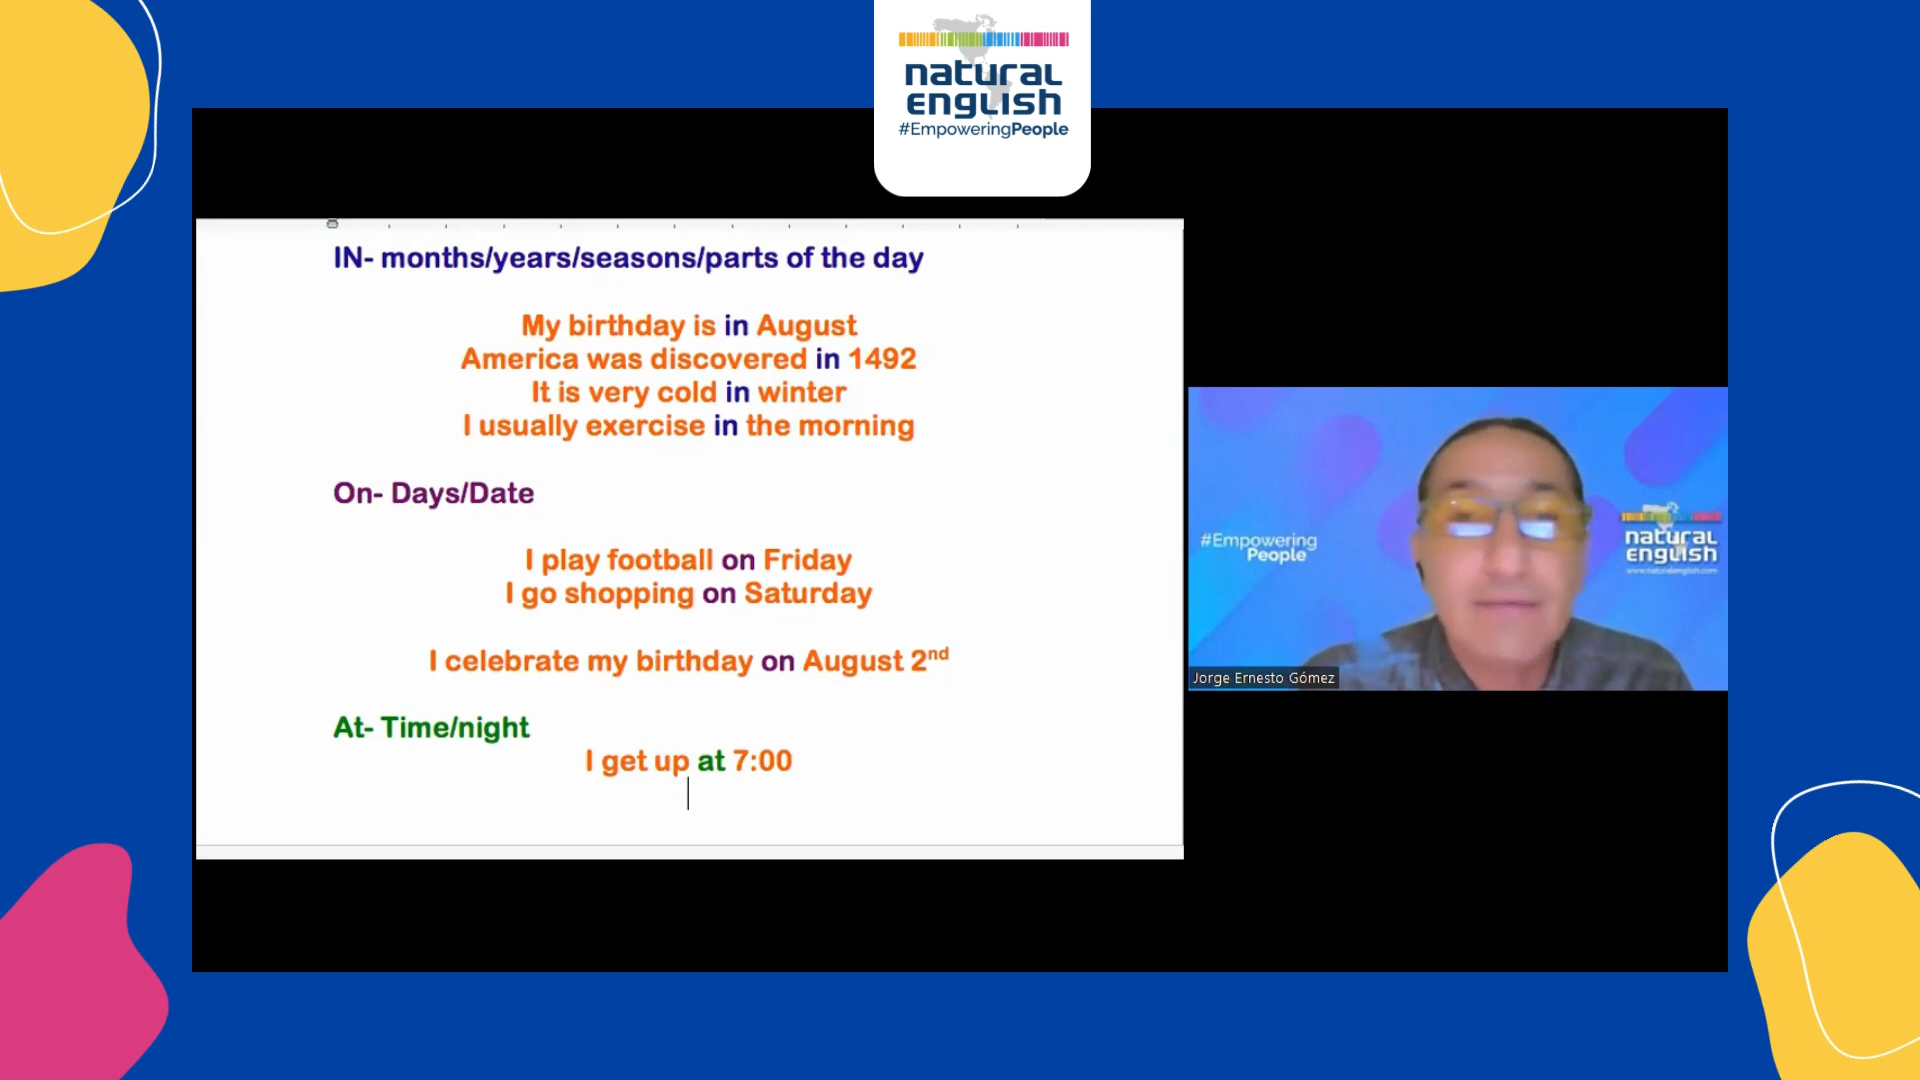 natural
english
#EmpoweringPeople
IN- months/years/seasons/parts of the day
My birthday is in August
America was discovered in 1492
It is very cold in winter
I usually exercise in the morning
On- Days/Date
I play football on Friday
I go shopping on Saturday
I celebrate my birthday on August 2nd
At- Time/night
I get up at 7:00
#Empowering
People
natural
english
www.naturalenglish.com
Jorge Ernesto Gómez